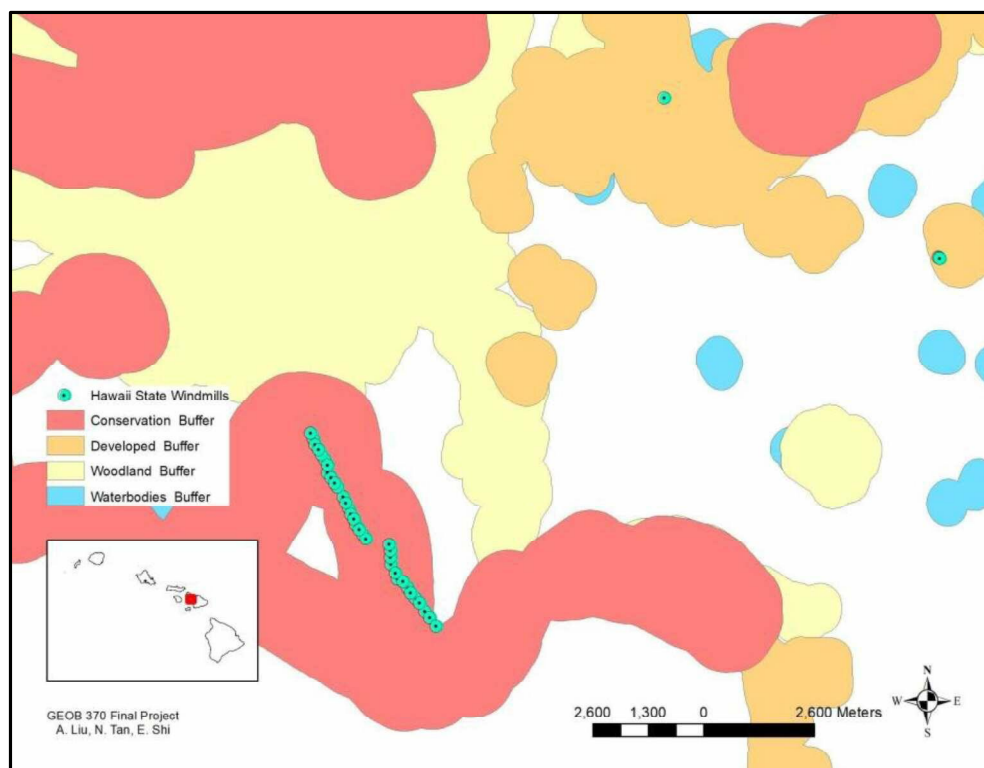 Hawaii State Windmills
Conservation Buffer
Developed Buffer
Woodland Buffer
Waterbodies Buffer
GEOB 370 Final Project
A. Liu, N. Tan, E. Shi
2,600 1,300 0 2,600 Meters
N
W E
S